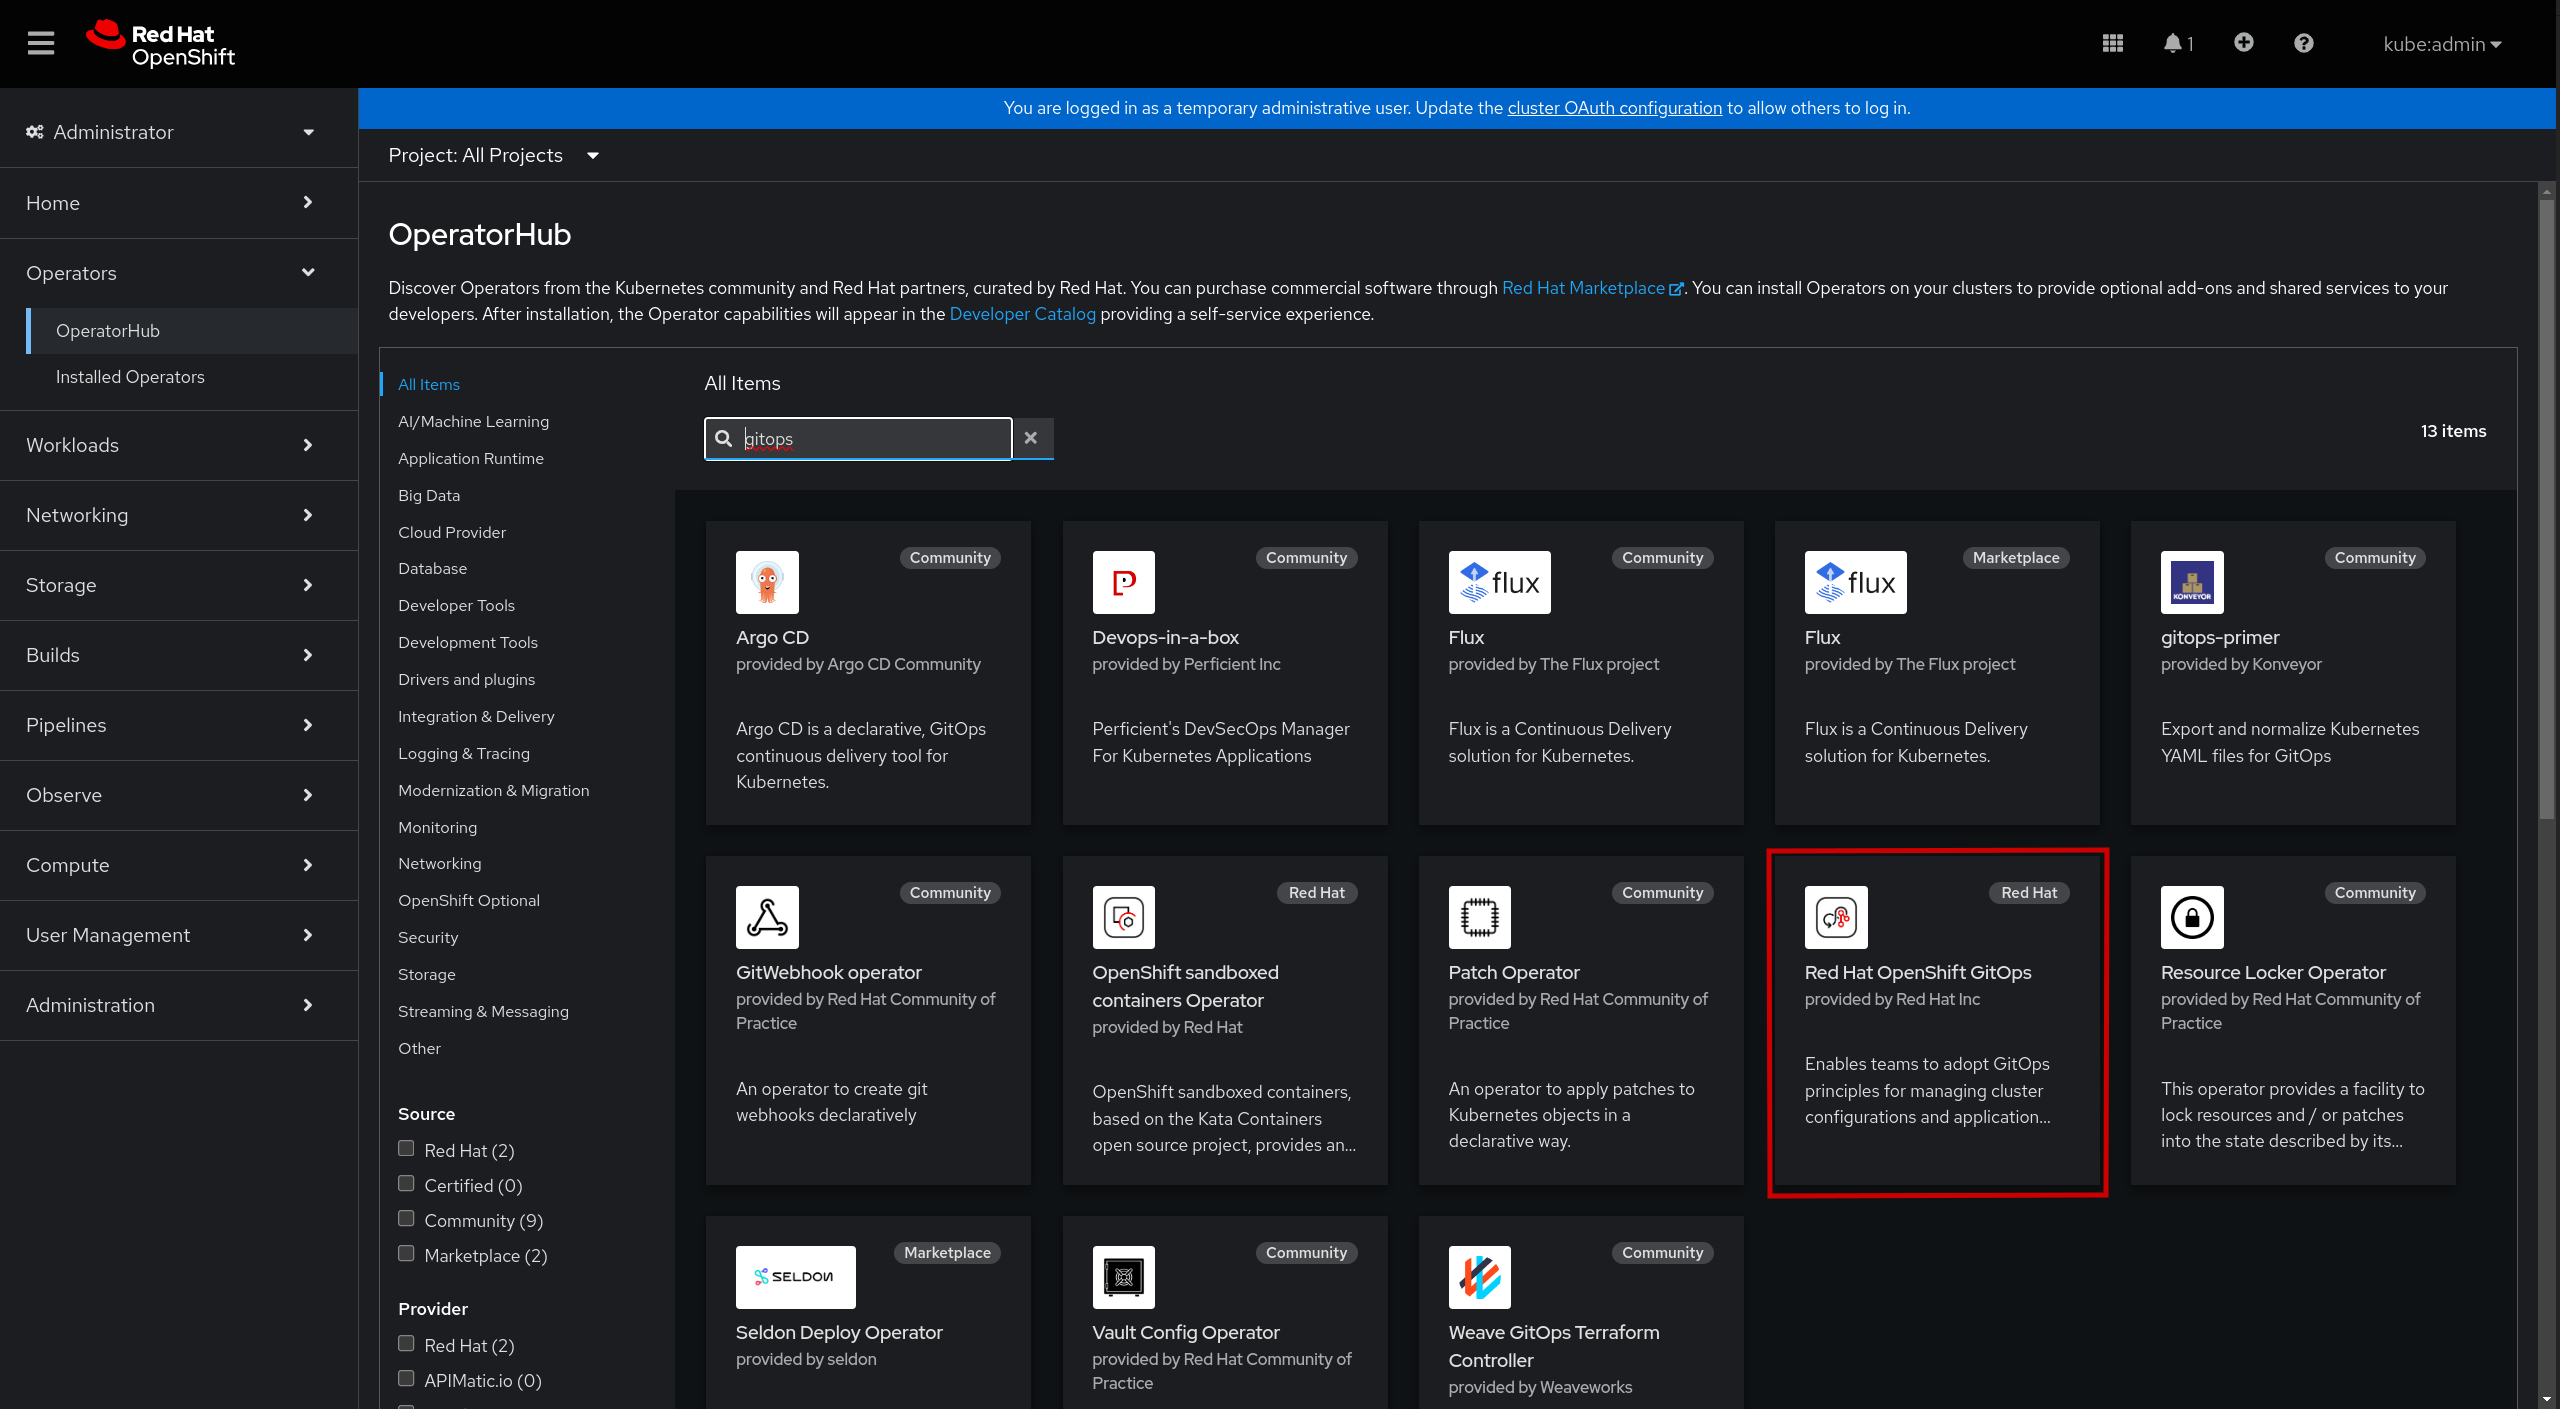 Red Hat
OpenShift
1
kube:admin
Administrator
Home
Operators
OperatorHub
Installed Operators
Workloads
Networking
Storage
Builds
Pipelines
Observe
Compute
User Management
Administration
You are logged in as a temporary administrative user. Update the cluster OAuth configuration to allow others to log in.
Project: All Projects
OperatorHub
Discover Operators from the Kubernetes community and Red Hat partners, curated by Red Hat. You can purchase commercial software through Red Hat Marketplace. You can install Operators on your clusters to provide optional add-ons and shared services to your
developers. After installation, the Operator capabilities will appear in the Developer Catalog providing a self-service experience.
All Items
AI/Machine Learning
Application Runtime
Big Data
Cloud Provider
Database
Developer Tools
Development Tools
Drivers and plugins
Integration & Delivery
Logging & Tracing
Modernization & Migration
Monitoring
Networking
OpenShift Optional
Security
Storage
Streaming & Messaging
Other
Source
Red Hat (2)
Certified (0)
Community (9)
Marketplace (2)
Provider
Red Hat (2)
APIMatic.io (0)
All Items
gitops
13 items
Community
Argo CD
provided by Argo CD Community
Argo CD is a declarative, GitOps
continuous delivery tool for
Kubernetes.
Community
Devops-in-a-box
provided by Perficient Inc
Perficient's DevSecOps Manager
For Kubernetes Applications
flux
Community
Flux
provided by The Flux project
Flux is a Continuous Delivery
solution for Kubernetes.
flux
Marketplace
Flux
provided by The Flux project
Flux is a Continuous Delivery
solution for Kubernetes.
KONVEYOR
Community
gitops-primer
provided by Konveyor
Export and normalize Kubernetes
YAML files for GitOps
Community
GitWebhook operator
provided by Red Hat Community of
Practice
An operator to create git
webhooks declaratively
Red Hat
OpenShift sandboxed
containers Operator
provided by Red Hat
OpenShift sandboxed containers,
based on the Kata Containers
open source project, provides an...
Community
Patch Operator
provided by Red Hat Community of
Practice
An operator to apply patches to
Kubernetes objects in a
declarative way.
Red Hat
Red Hat OpenShift GitOps
provided by Red Hat Inc
Enables teams to adopt GitOps
principles for managing cluster
configurations and application...
Community
Resource Locker Operator
provided by Red Hat Community of
Practice
This operator provides a facility to
lock resources and / or patches
into the state described by its...
SELDON
Marketplace
Seldon Deploy Operator
provided by seldon
Community
Vault Config Operator
provided by Red Hat Community of
Practice
Community
Weave GitOps Terraform
Controller
provided by Weaveworks